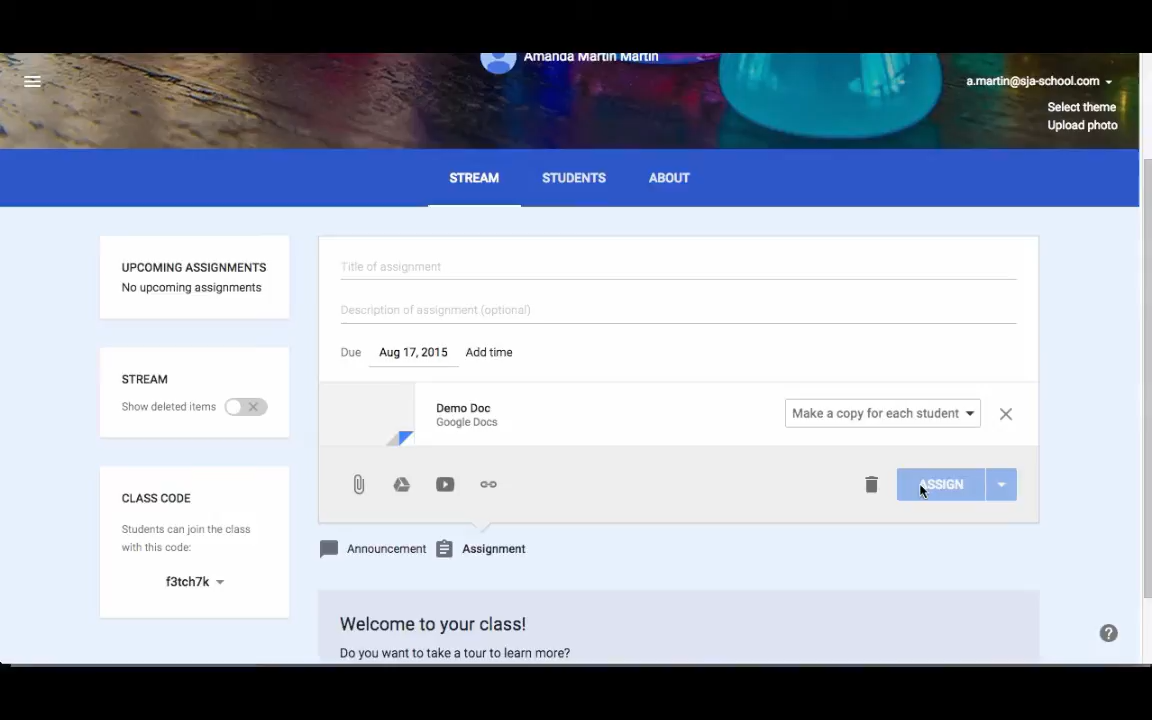 Amanda Martin Martin
a.martin@sja-school.com
Select theme
Upload photo
STREAM STUDENTS ABOUT
UPCOMING ASSIGNMENTS
No upcoming assignments
STREAM
Show deleted items
CLASS CODE
Students can join the class
with this code:
f3tch7k
Title of assignment
Description of assignment (optional)
Due Aug 17, 2015 Add time
Demo Doc
Google Docs
Make a copy for each student
ASSIGN
Announcement Assignment
Welcome to your class!
Do you want to take a tour to learn more?